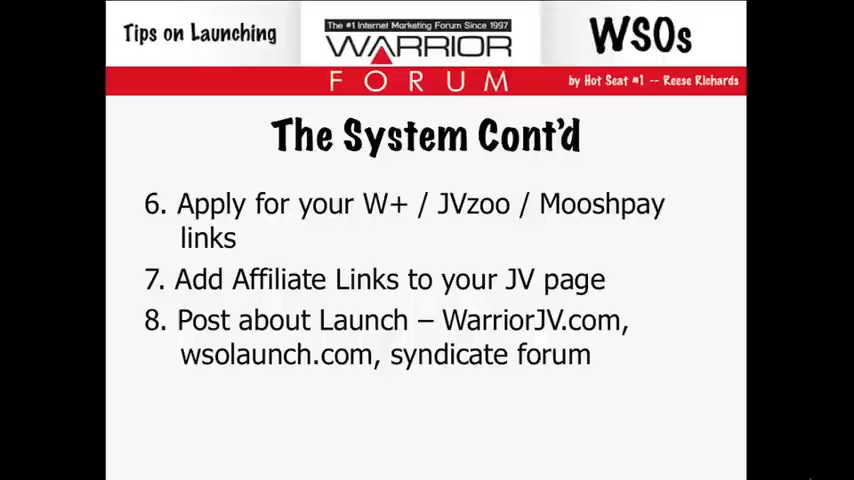 Tips on Launching
The #1 Internet Marketing Forum Since 1997
WARRIOR
FORUM
WSOs
by Hot Seat #1 -- Reese Richards
The System Cont'd
6. Apply for your W+ / JVzoo / Mooshpay
links
7. Add Affiliate Links to your JV page
8. Post about Launch – WarriorJV.com,
wsolaunch.com, syndicate forum